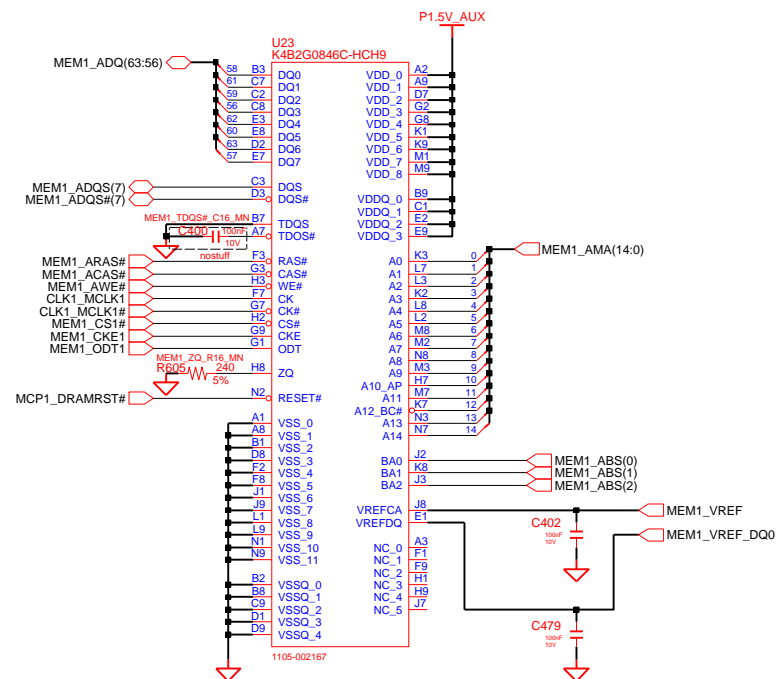 P1.5V_AUX
U23
K4B2G0846C-HCH9
MEM1_ADQ(63:56)
58 B3 DQ0 VDD_0 A2
61 C7 DQ1 VDD_1 A9
59 C2 DQ2 VDD_2 D7
56 C8 DQ3 VDD_3 G2
62 E3 DQ4 VDD_4 G8
60 E8 DQ5 VDD_5 K1
63 D2 DQ6 VDD_6 K9
57 E7 DQ7 VDD_7 M1
VDD_8 M9
MEM1_ADQS(7) C3 DQS
MEM1_ADQS#(7) D3 DQS#
VDDQ_0 B9
VDDQ_1 C1
VDDQ_2 E2
VDDQ_3 E9
MEM1_TDQS#_C16_MN
B7 TDQS
C400 100nF A7 TDOS#
10V
nostuff
MEM1_AMA(14:0)
MEM1_ARAS# F3 RAS# A0 K3 0
MEM1_ACAS# G3 CAS# A1 L7 1
MEM1_AWE# H3 WE# A2 L3 2
CLK1_MCLK1 F7 CK A3 K2 3
CLK1_MCLK1# G7 CK# A4 L8 4
MEM1_CS1# H2 CS# A5 L2 5
MEM1_CKE1 G9 CKE A6 M8 6
MEM1_ODT1 G1 ODT A7 M2 7
A8 N8 8
MEM1_ZQ_R16_MN
R605 240 H8 ZQ A9 M3 9
5%
A10_AP H7 10
MCP1_DRAMRST# N2 RESET# A11 M7 11
A12_BC# K7 12
A13 N3 13
A14 N7 14
A1 VSS_0
A8 VSS_1
B1 VSS_2
D8 VSS_3 BA0 J2 MEM1_ABS(0)
F2 VSS_4 BA1 K8 MEM1_ABS(1)
F8 VSS_5 BA2 J3 MEM1_ABS(2)
J1 VSS_6
J9 VSS_7 VREFCA J8 MEM1_VREF
L1 VSS_8 VREFDQ E1
L9 VSS_9
C402
100nF
10V
MEM1_VREF_DQ0
N1 VSS_10 NC_0 A3
N9 VSS_11 NC_1 F1
NC_2 F9
B2 VSSQ_0 NC_3 H1
B8 VSSQ_1 NC_4 H9
C9 VSSQ_2 NC_5 J7
D1 VSSQ_3
D9 VSSQ_4
C479
100nF
10V
1105-002167